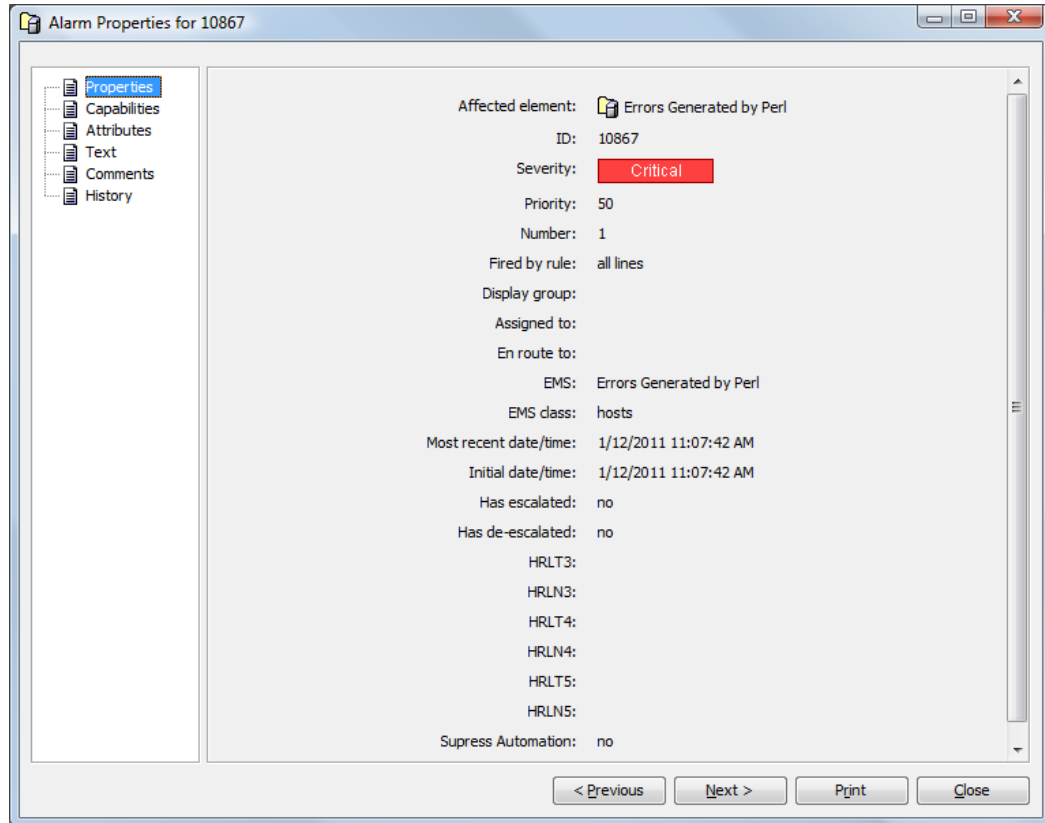 Alarm Properties for 10867
Properties
Capabilities
Attributes
Text
Comments
History
Affected element: Errors Generated by Perl
ID: 10867
Severity: Critical
Priority: 50
Number: 1
Fired by rule: all lines
Display group:
Assigned to:
En route to:
EMS: Errors Generated by Perl
EMS class: hosts
Most recent date/time: 1/12/2011 11:07:42 AM
Initial date/time: 1/12/2011 11:07:42 AM
Has escalated: no
Has de-escalated: no
HRLT3:
HRLN3:
HRLT4:
HRLN4:
HRLT5:
HRLN5:
Supress Automation: no
< Previous Next > Print Close